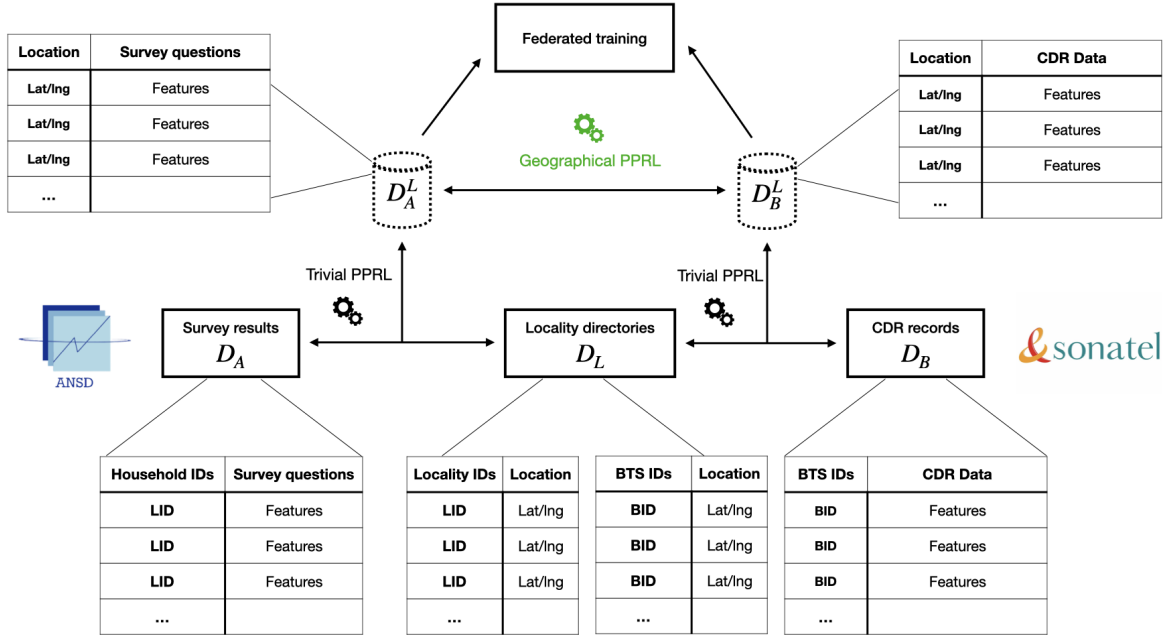 Federated training
Location Survey questions
Lat/lng Features
Lat/lng Features
Lat/lng Features
...
Location CDR Data
Lat/lng Features
Lat/lng Features
Lat/lng Features
...
Geographical PPRL
D_A^L
D_B^L
Trivial PPRL
Trivial PPRL
ANSD
Survey results
D_A
Locality directories
D_L
CDR records
D_B
sonatel
Household IDs Survey questions
LID Features
LID Features
LID Features
...
Locality IDs Location
LID Lat/lng
LID Lat/lng
LID Lat/lng
...
BTS IDs Location
BID Lat/lng
BID Lat/lng
BID Lat/lng
...
BTS IDs CDR Data
BID Features
BID Features
BID Features
...